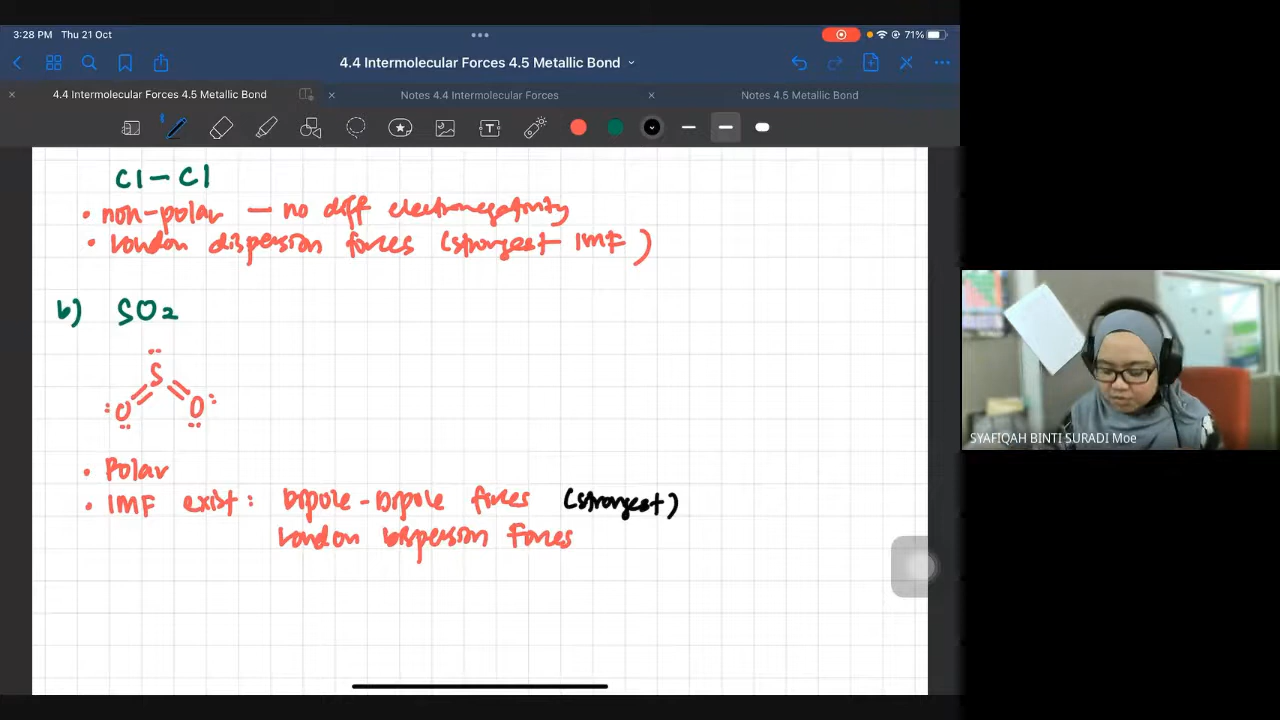 3:28 PM Thu 21 Oct
71%
4.4 Intermolecular Forces 4.5 Metallic Bond
4.4 Intermolecular Forces 4.5 Metallic Bond
Notes 4.4 Intermolecular Forces
Notes 4.5 Metallic Bond
Cl — Cl
• non-polar — no diff electronegativity
• London dispersion forces (strongest IMF)
b) SO2
S
O O
• Polar
• IMF exist: Dipole-Dipole forces (strongest)
London Dispersion Forces
SYAFIQAH BINTI SURADI Moe